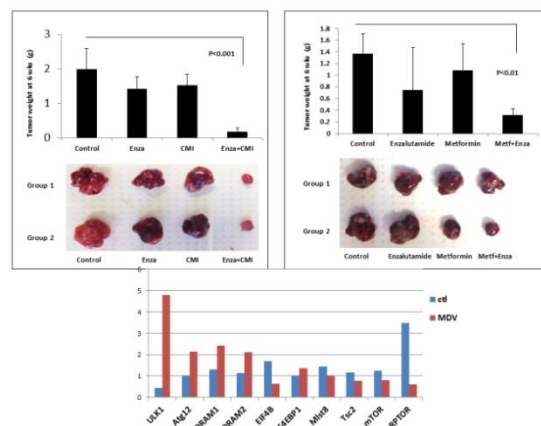 Tumor weight at 6 wks (g)
3
2
1
0
P<0.001
Control Enza CMI Enza+CMI
Group 1
Group 2
Control Enza CMI Enza+CMI
Tumor weight at 6 wks (g)
1.8
1.6
1.4
1.2
1
0.8
0.6
0.4
0.2
0
P<0.01
Control Enzalutamide Metformin Metf+Enza
Group 1
Group 2
Control Enzalutamide Metformin Metf+Enza
6
5
4
3
2
1
0
ctl
MDV
ULK1 Atg12 DRAM1 DRAM2 EIF4B Mlst8 Tsc2 mTOR